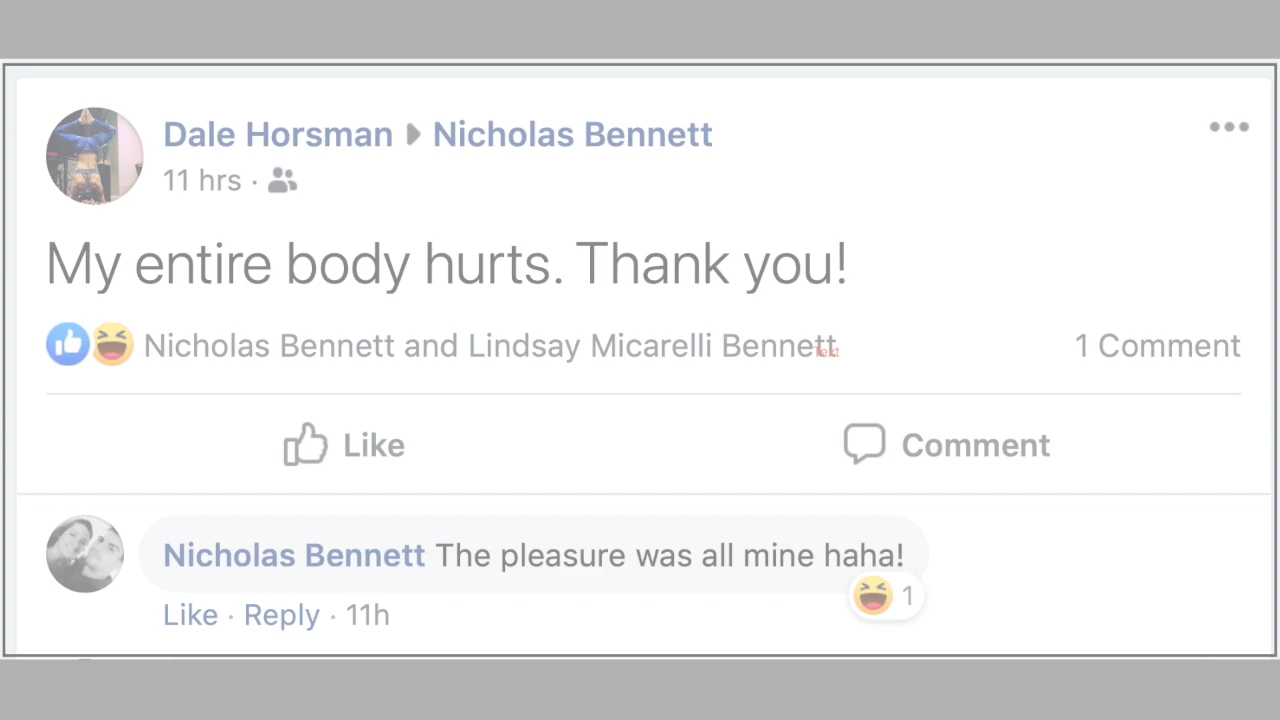 Dale Horsman Nicholas Bennett
11 hrs ·
My entire body hurts. Thank you!
Nicholas Bennett and Lindsay Micarelli Bennett 1 Comment
Text
Like Comment
Nicholas Bennett The pleasure was all mine haha!
1
Like · Reply · 11h